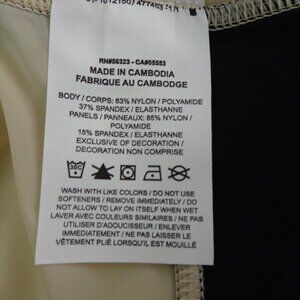 RN#56323 - CA#05553
MADE IN CAMBODIA
FABRIQUE AU CAMBODGE
BODY / CORPS: 63% NYLON / POLYAMIDE
37% SPANDEX / ELASTHANNE
PANELS / PANNEAUX: 85% NYLON /
POLYAMIDE
15% SPANDEX / ELASTHANNE
EXCLUSIVE OF DECORATION /
DECORATION NON COMPRISE
30C
WASH WITH LIKE COLORS / DO NOT USE
SOFTENERS / REMOVE IMMEDIATELY / DO
NOT ALLOW TO LAY ON ITSELF WHEN WET
LAVER AVEC COULEURS SIMILAIRES / NE
PAS UTILISER D'ADOUCISSEUR / ENLEVER
IMMÉDIATEMENT / NE PAS LAISSER LE
VÊTEMENT PLIÉ LORSQU'IL EST MOUILLÉ